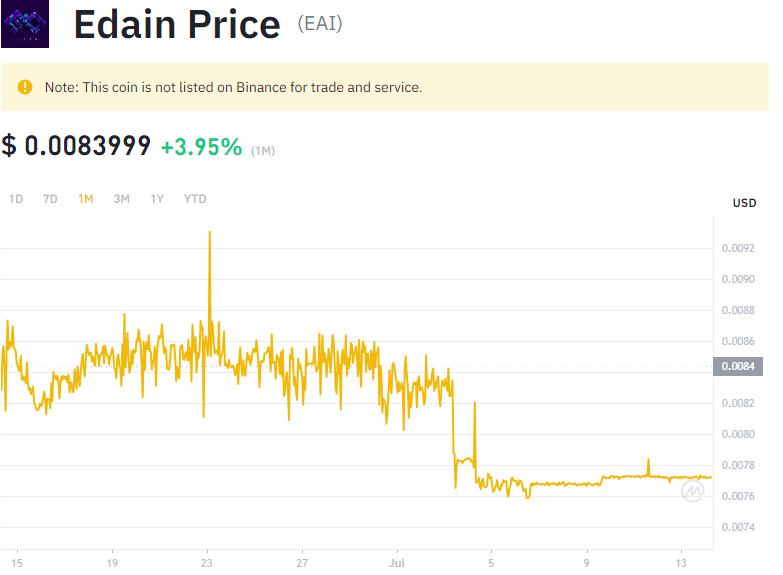 Edain Price (EAI)
Note: This coin is not listed on Binance for trade and service.
$ 0.0083999 +3.95% (1M)
1D 7D 1M 3M 1Y YTD
USD
0.0092
0.0090
0.0088
0.0086
0.0084
0.0082
0.0080
0.0078
0.0076
0.0074
15 19 23 27 Jul 5 9 13